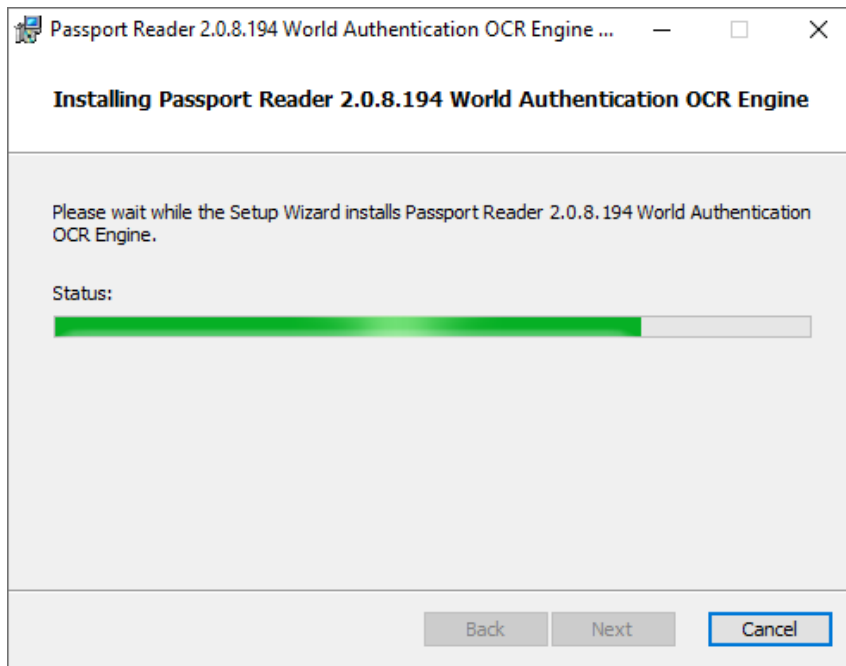 Passport Reader 2.0.8.194 World Authentication OCR Engine ...
Installing Passport Reader 2.0.8.194 World Authentication OCR Engine
Please wait while the Setup Wizard installs Passport Reader 2.0.8.194 World Authentication
OCR Engine.
Status:
Back Next Cancel